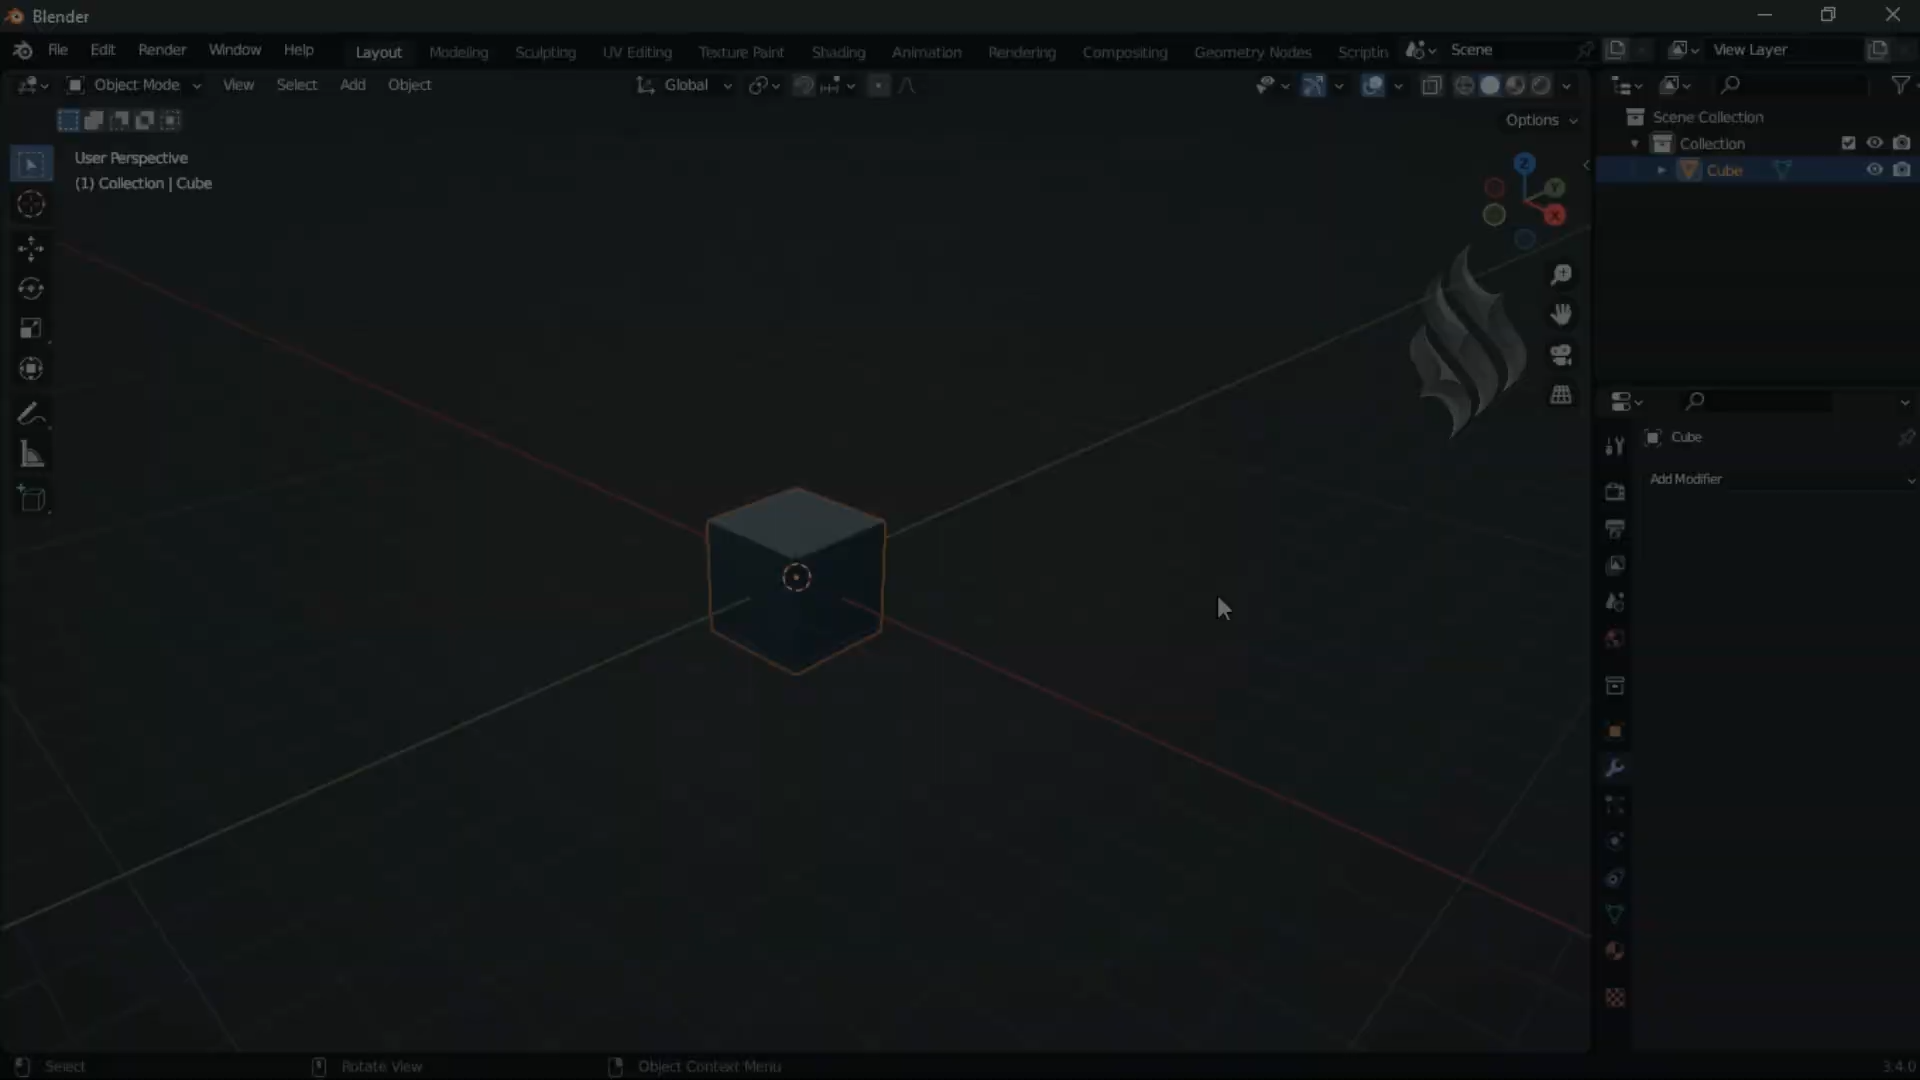 Blender
File Edit Render Window Help Layout Modeling Sculpting UV Editing Texture Paint Shading Animation Rendering Compositing Geometry Nodes Scriptin Scene View Layer
Object Mode View Select Add Object Global
Options
User Perspective
(1) Collection | Cube
Z
Y
X
Scene Collection
Collection
Cube
Cube
Add Modifier
Select Rotate View Object Context Menu 3.4.0